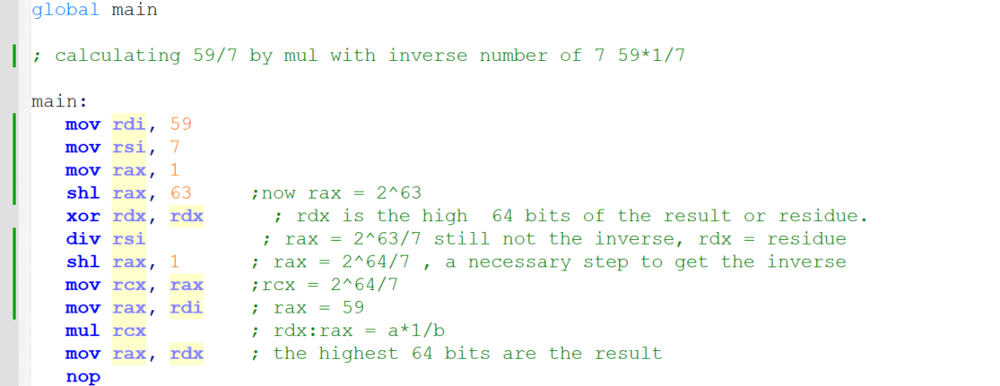 global main
; calculating 59/7 by mul with inverse number of 7 59*1/7
main:
mov rdi, 59
mov rsi, 7
mov rax, 1
shl rax, 63 ;now rax = 2^63
xor rdx, rdx ; rdx is the high 64 bits of the result or residue.
div rsi ; rax = 2^63/7 still not the inverse, rdx = residue
shl rax, 1 ; rax = 2^64/7 , a necessary step to get the inverse
mov rcx, rax ;rcx = 2^64/7
mov rax, rdi ; rax = 59
mul rcx ; rdx:rax = a*1/b
mov rax, rdx ; the highest 64 bits are the result
nop